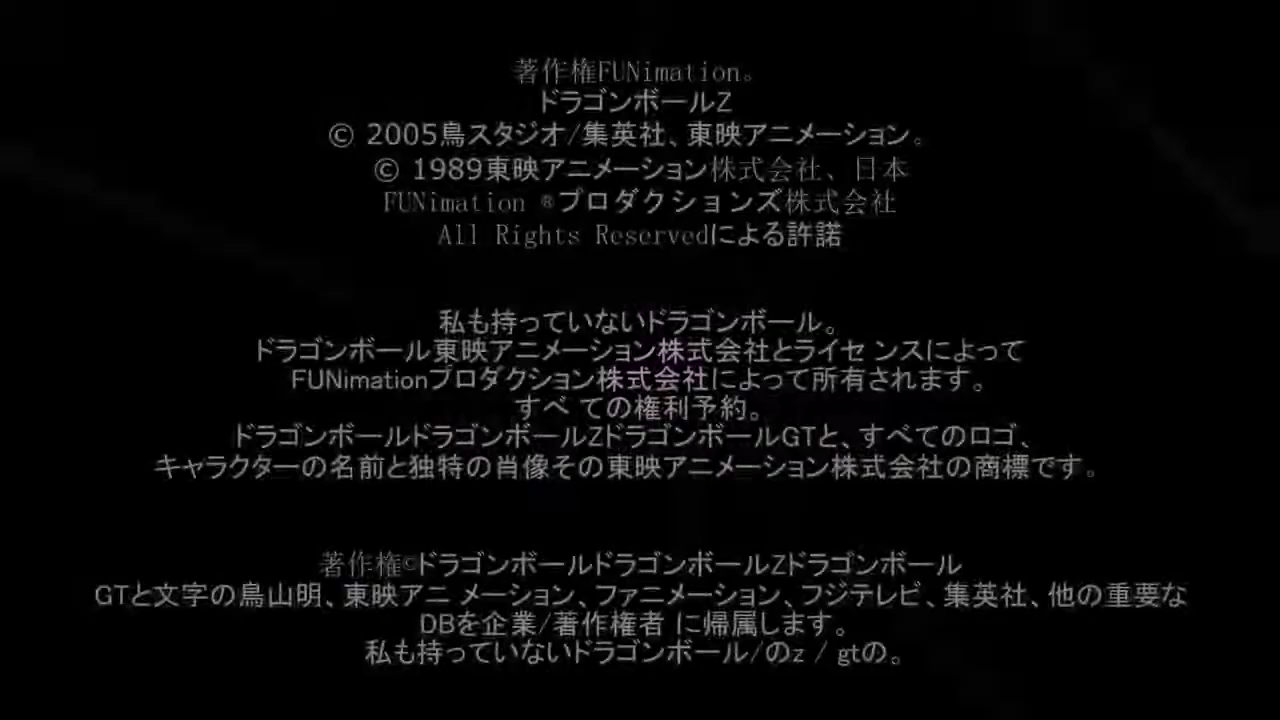 著作権FUNimation。
ドラゴンボールZ
© 2005鳥スタジオ/集英社、東映アニメーション。
© 1989東映アニメーション株式会社、日本
FUNimation ®プロダクションズ株式会社
All Rights Reservedによる許諾
私も持っていないドラゴンボール。
ドラゴンボール東映アニメーション株式会社とライセ ンスによって
FUNimationプロダクション株式会社によって所有されます。
すべ ての権利予約。
ドラゴンボールドラゴンボールZドラゴンボールGTと、すべてのロゴ、
キャラクターの名前と独特の肖像その東映アニメーション株式会社の商標です。
著作権©ドラゴンボールドラゴンボールZドラゴンボール
GTと文字の鳥山明、東映アニ メーション、ファニメーション、フジテレビ、集英社、他の重要な
DBを企業/著作権者 に帰属します。
私も持っていないドラゴンボール/のz / gtの。